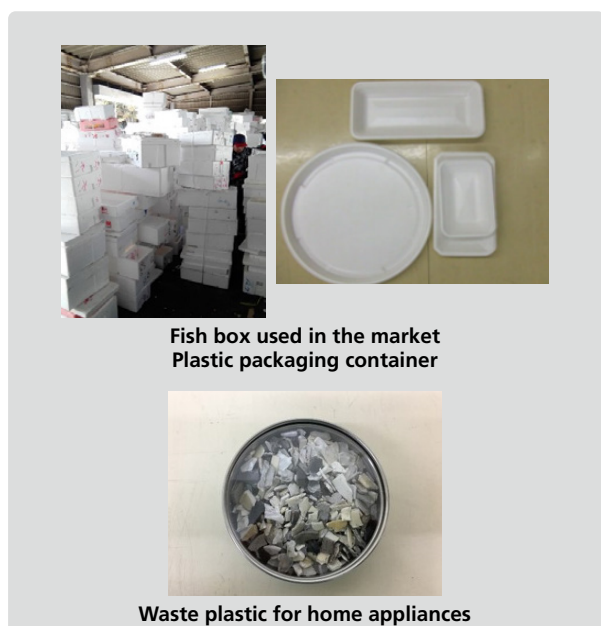 Fish box used in the market
Plastic packaging container
Waste plastic for home appliances